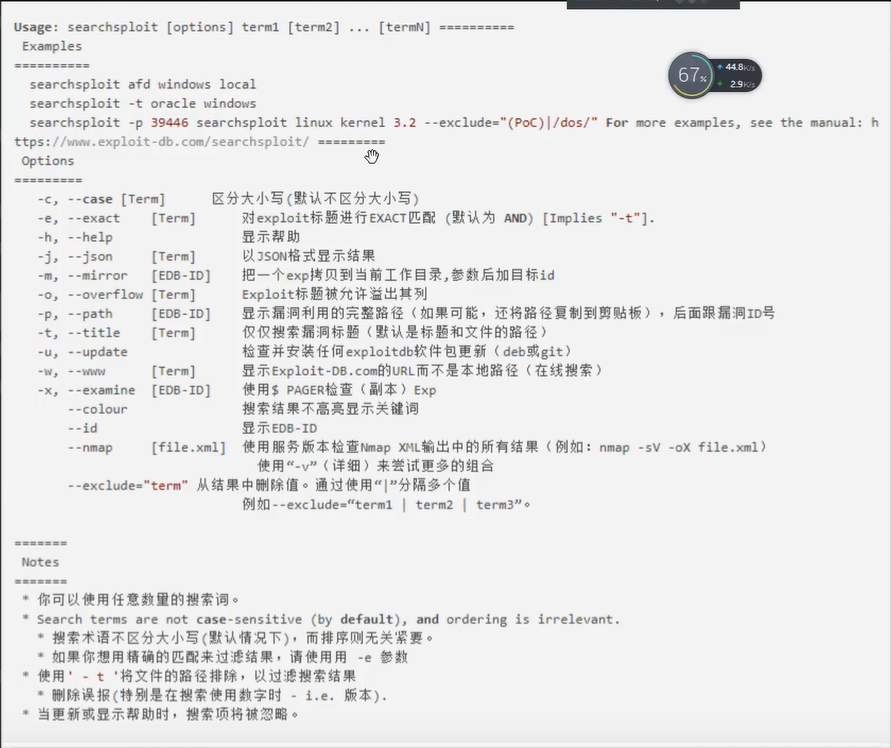 Usage: searchsploit [options] term1 [term2] ... [termN] ==========
Examples
==========
searchsploit afd windows local
searchsploit -t oracle windows
searchsploit -p 39446 searchsploit linux kernel 3.2 --exclude="(PoC)|/dos/" For more examples, see the manual: h
ttps://www.exploit-db.com/searchsploit/ =========
Options
=========
-c, --case [Term] 区分大小写(默认不区分大小写)
-e, --exact [Term] 对exploit标题进行EXACT匹配 (默认为 AND) [Implies "-t"].
-h, --help 显示帮助
-j, --json [Term] 以JSON格式显示结果
-m, --mirror [EDB-ID] 把一个exp拷贝到当前工作目录,参数后加目标id
-o, --overflow [Term] Exploit标题被允许溢出其列
-p, --path [EDB-ID] 显示漏洞利用的完整路径（如果可能，还将路径复制到剪贴板），后面跟漏洞ID号
-t, --title [Term] 仅仅搜索漏洞标题（默认是标题和文件的路径）
-u, --update 检查并安装任何exploitdb软件包更新（deb或git）
-w, --www [Term] 显示Exploit-DB.com的URL而不是本地路径（在线搜索）
-x, --examine [EDB-ID] 使用$ PAGER检查（副本）Exp
--colour 搜索结果不高亮显示关键词
--id 显示EDB-ID
--nmap [file.xml] 使用服务版本检查Nmap XML输出中的所有结果（例如：nmap -sV -oX file.xml）
使用“-v”（详细）来尝试更多的组合
--exclude="term" 从结果中删除值。通过使用“|”分隔多个值
例如--exclude=“term1 | term2 | term3”。
=======
Notes
=======
* 你可以使用任意数量的搜索词。
* Search terms are not case-sensitive (by default), and ordering is irrelevant.
* 搜索术语不区分大小写(默认情况下)，而排序则无关紧要。
* 如果你想用精确的匹配来过滤结果，请使用用 -e 参数
* 使用' - t '将文件的路径排除，以过滤搜索结果
* 删除误报(特别是在搜索使用数字时 - i.e. 版本).
* 当更新或显示帮助时，搜索项将被忽略。
67%
44.8K/s
2.9K/s